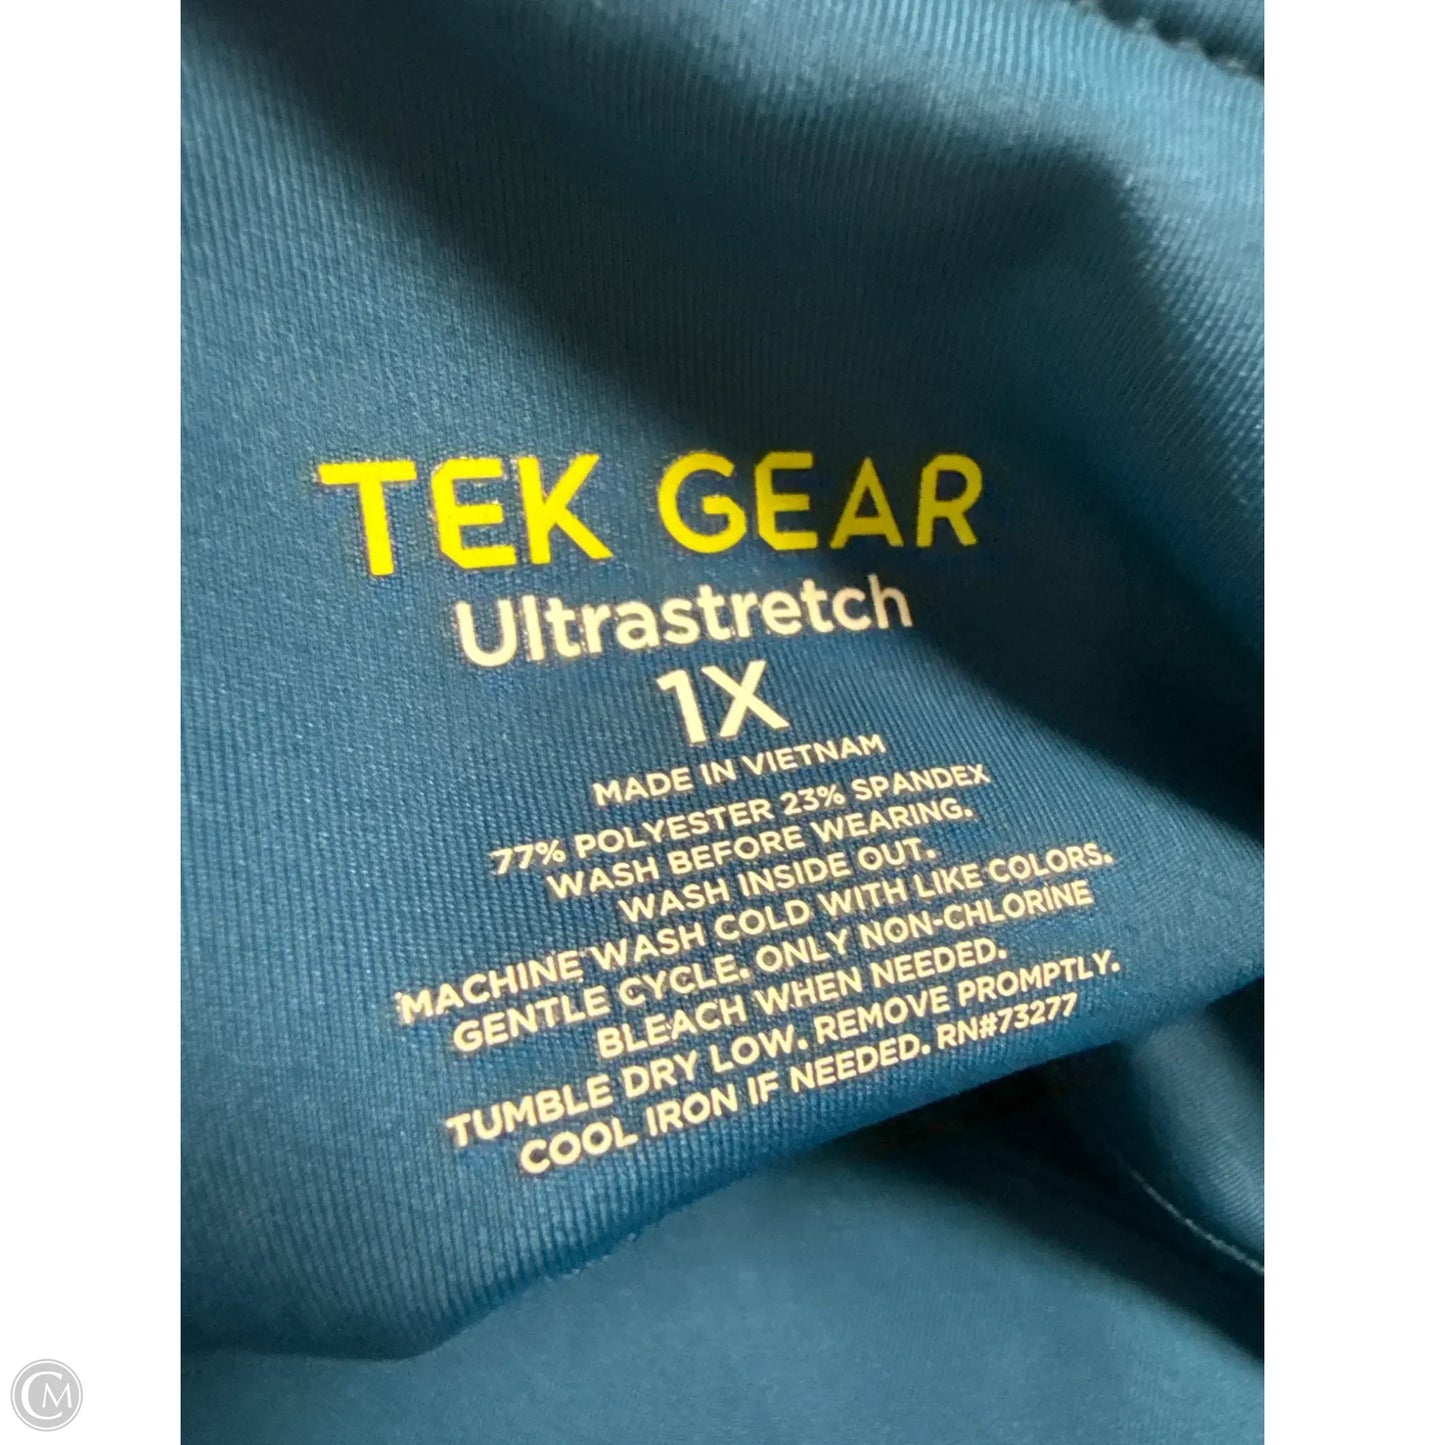 TEK GEAR
Ultrastretch
1X
MADE IN VIETNAM
77% POLYESTER 23% SPANDEX
WASH BEFORE WEARING.
WASH INSIDE OUT.
MACHINE WASH COLD WITH LIKE COLORS.
GENTLE CYCLE. ONLY NON-CHLORINE
BLEACH WHEN NEEDED.
TUMBLE DRY LOW. REMOVE PROMPTLY.
COOL IRON IF NEEDED. RN#73277
CM